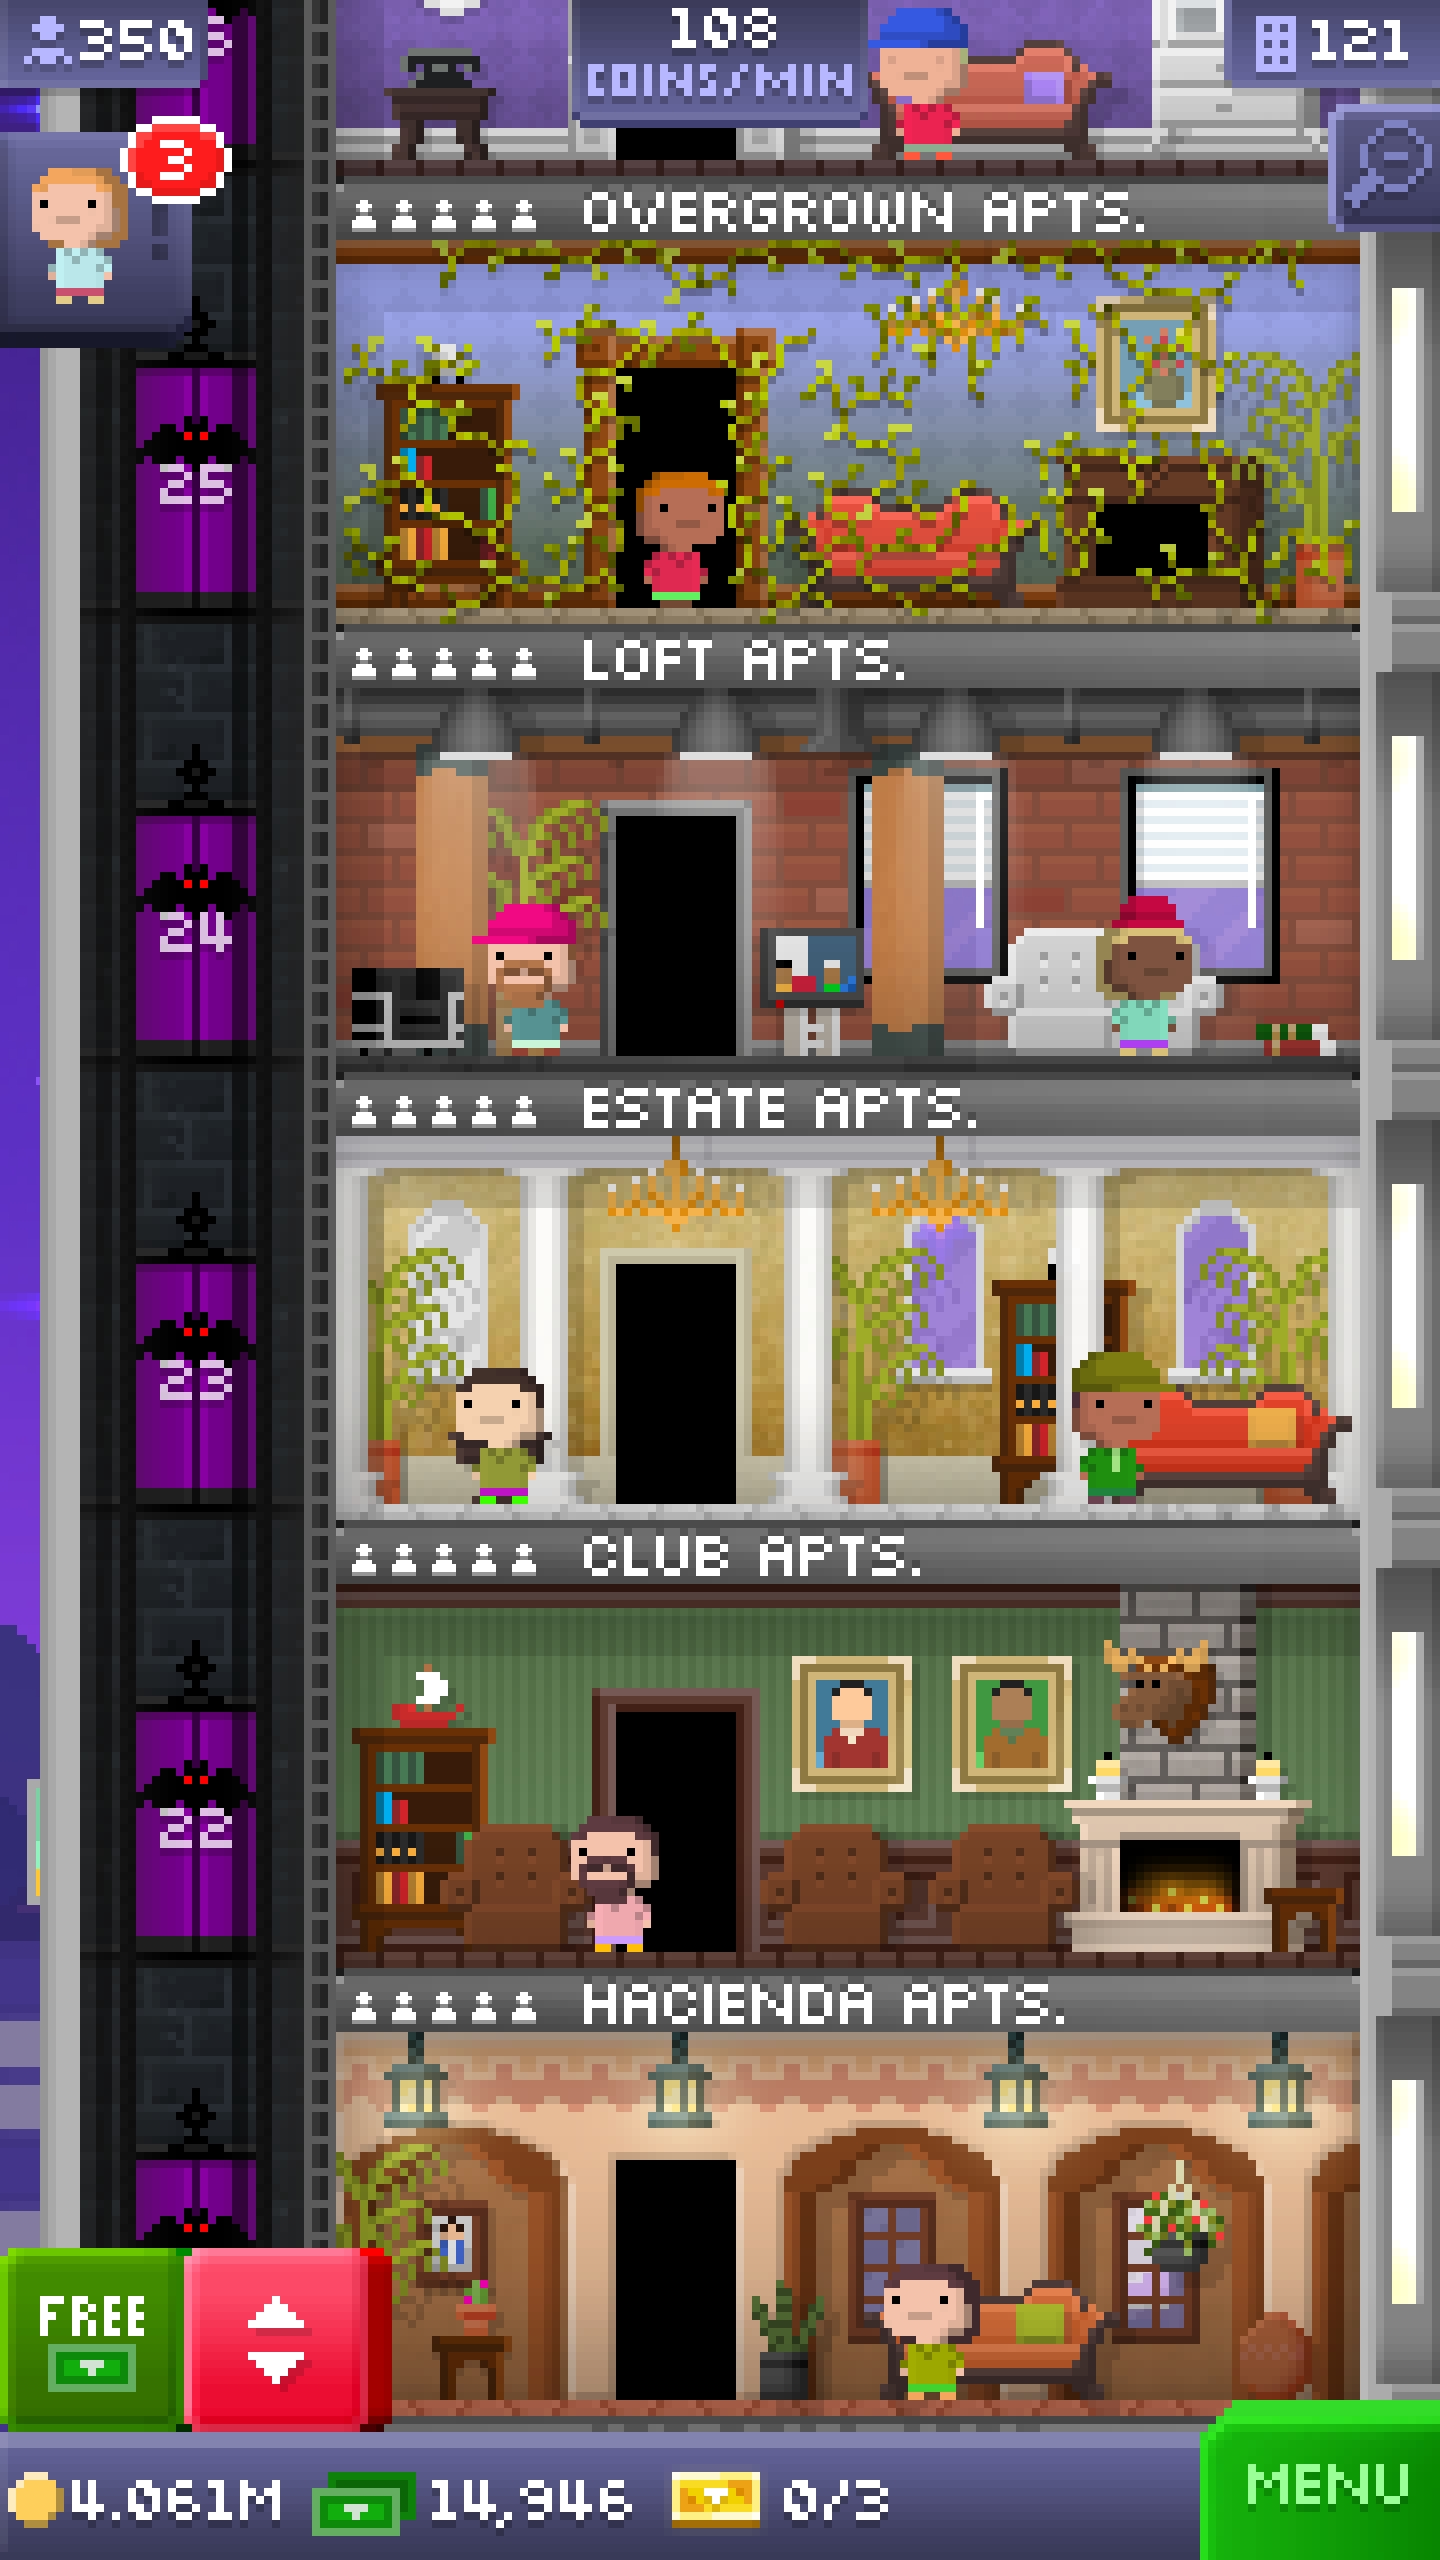 350
108
COINS/MIN
121
3
OVERGROWN APTS.
25
LOFT APTS.
24
ESTATE APTS.
23
CLUB APTS.
22
HACIENDA APTS.
FREE
4.061M
14,946
0/3
MENU